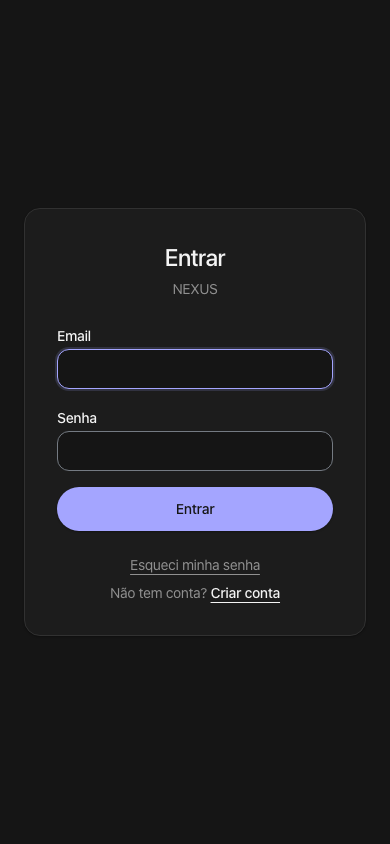 Entrar
NEXUS
Email
Senha
Entrar
Esqueci minha senha
Não tem conta? Criar conta